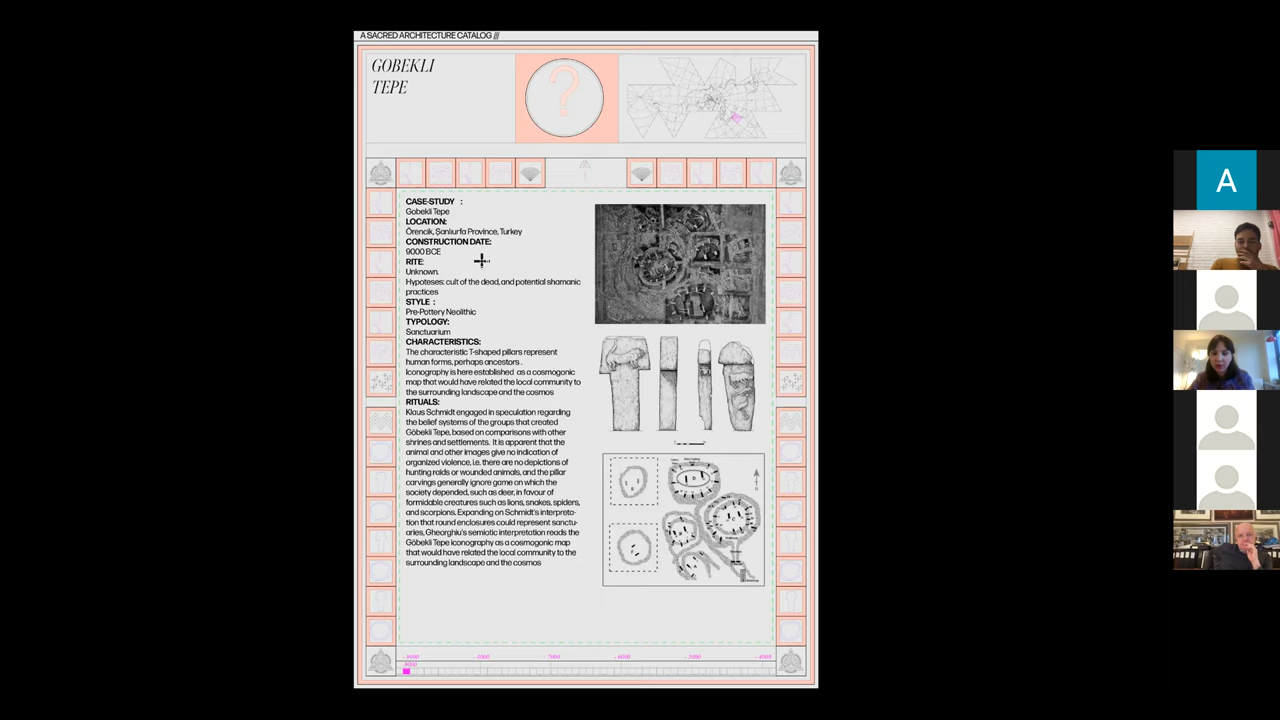 A SACRED ARCHITECTURE CATALOG ///
GOBEKLI
TEPE
?
CASE-STUDY :
Gobekli Tepe
LOCATION:
Örencik, Şanlıurfa Province, Turkey
CONSTRUCTION DATE:
9000 BCE
RITE:
Unknown.
Hypoteses: cult of the dead, and potential shamanic
practices
STYLE :
Pre-Pottery Neolithic
TYPOLOGY:
Sanctuarium
CHARACTERISTICS:
The characteristic T-shaped pillars represent
human forms, perhaps ancestors .
Iconography is here established as a cosmogonic
map that would have related the local community to
the surrounding landscape and the cosmos
RITUALS:
Klaus Schmidt engaged in speculation regarding
the belief systems of the groups that created
Göbekli Tepe, based on comparisons with other
shrines and settlements. It is apparent that the
animal and other images give no indication of
organized violence, i.e. there are no depictions of
hunting raids or wounded animals, and the pillar
carvings generally ignore game on which the
society depended, such as deer, in favour of
formidable creatures such as lions, snakes, spiders,
and scorpions. Expanding on Schmidt's interpreta-
tion that round enclosures could represent sanctu-
aries, Gheorghiu's semiotic interpretation reads the
Göbekli Tepe iconography as a cosmogonic map
that would have related the local community to the
surrounding landscape and the cosmos
- 9000 - 8000 - 7000 - 6000 - 5000 - 4000
9000
A